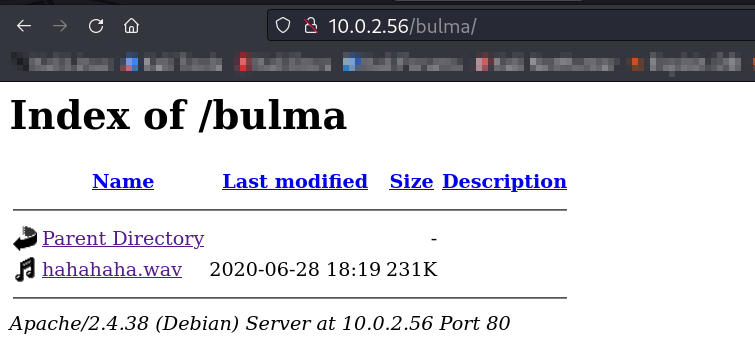 10.0.2.56/bulma/
Index of /bulma
Name Last modified Size Description
Parent Directory -
hahahaha.wav 2020-06-28 18:19 231K
Apache/2.4.38 (Debian) Server at 10.0.2.56 Port 80